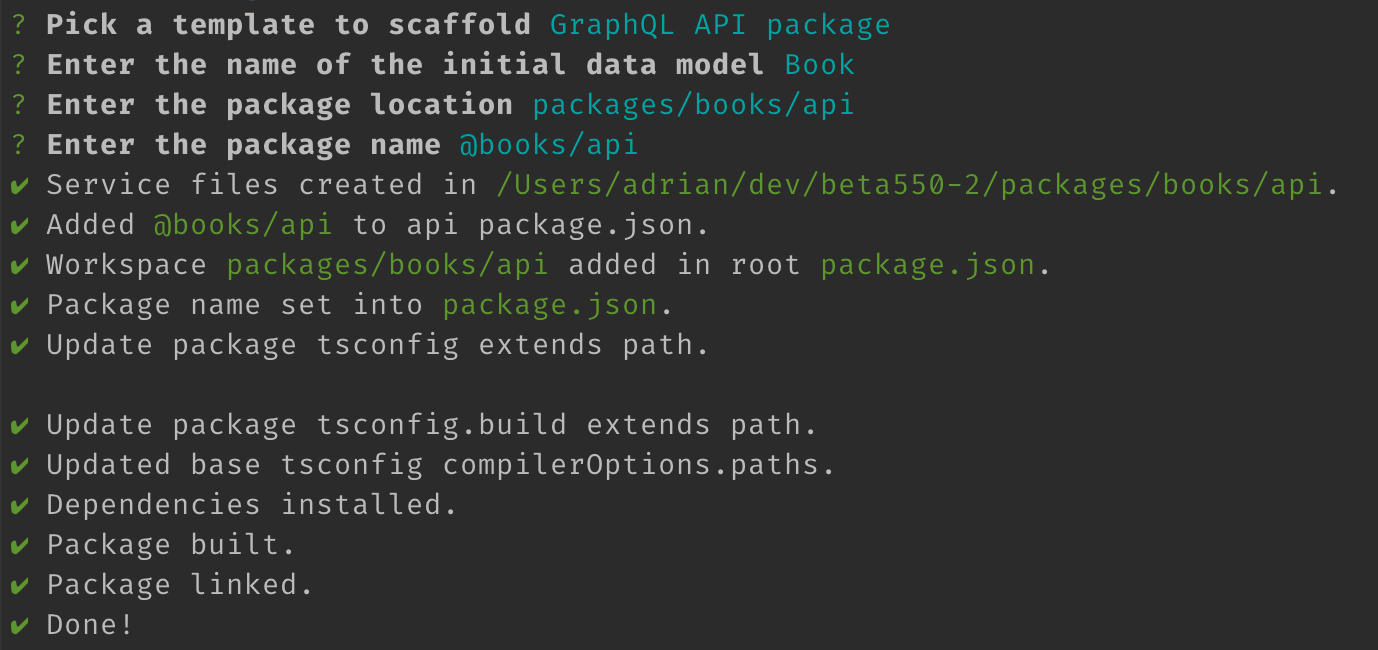 ? Pick a template to scaffold GraphQL API package
? Enter the name of the initial data model Book
? Enter the package location packages/books/api
? Enter the package name @books/api
✔ Service files created in /Users/adrian/dev/beta550-2/packages/books/api.
✔ Added @books/api to api package.json.
✔ Workspace packages/books/api added in root package.json.
✔ Package name set into package.json.
✔ Update package tsconfig extends path.
✔ Update package tsconfig.build extends path.
✔ Updated base tsconfig compilerOptions.paths.
✔ Dependencies installed.
✔ Package built.
✔ Package linked.
✔ Done!